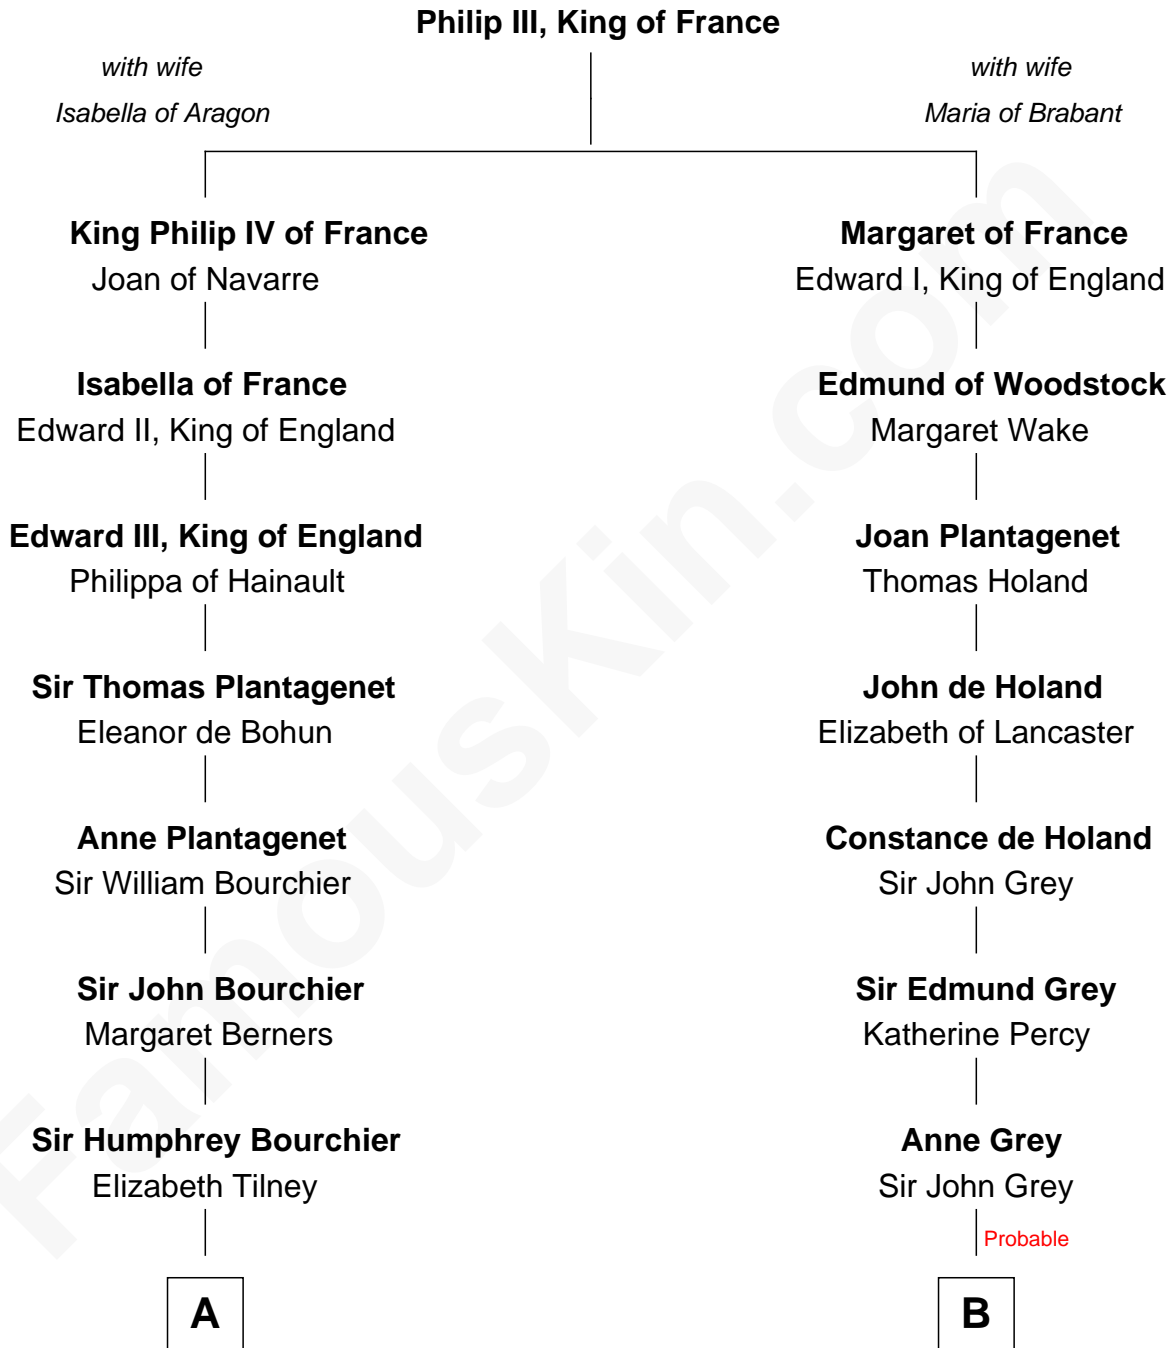 Philip III, King of France
with wife
Isabella of Aragon
with wife
Maria of Brabant
King Philip IV of France
Joan of Navarre
Margaret of France
Edward I, King of England
Isabella of France
Edward II, King of England
Edmund of Woodstock
Margaret Wake
Edward III, King of England
Philippa of Hainault
Joan Plantagenet
Thomas Holand
Sir Thomas Plantagenet
Eleanor de Bohun
John de Holand
Elizabeth of Lancaster
Anne Plantagenet
Sir William Bourchier
Constance de Holand
Sir John Grey
Sir John Bourchier
Margaret Berners
Sir Edmund Grey
Katherine Percy
Sir Humphrey Bourchier
Elizabeth Tilney
Anne Grey
Sir John Grey
Probable
A
B
FamousKin.com